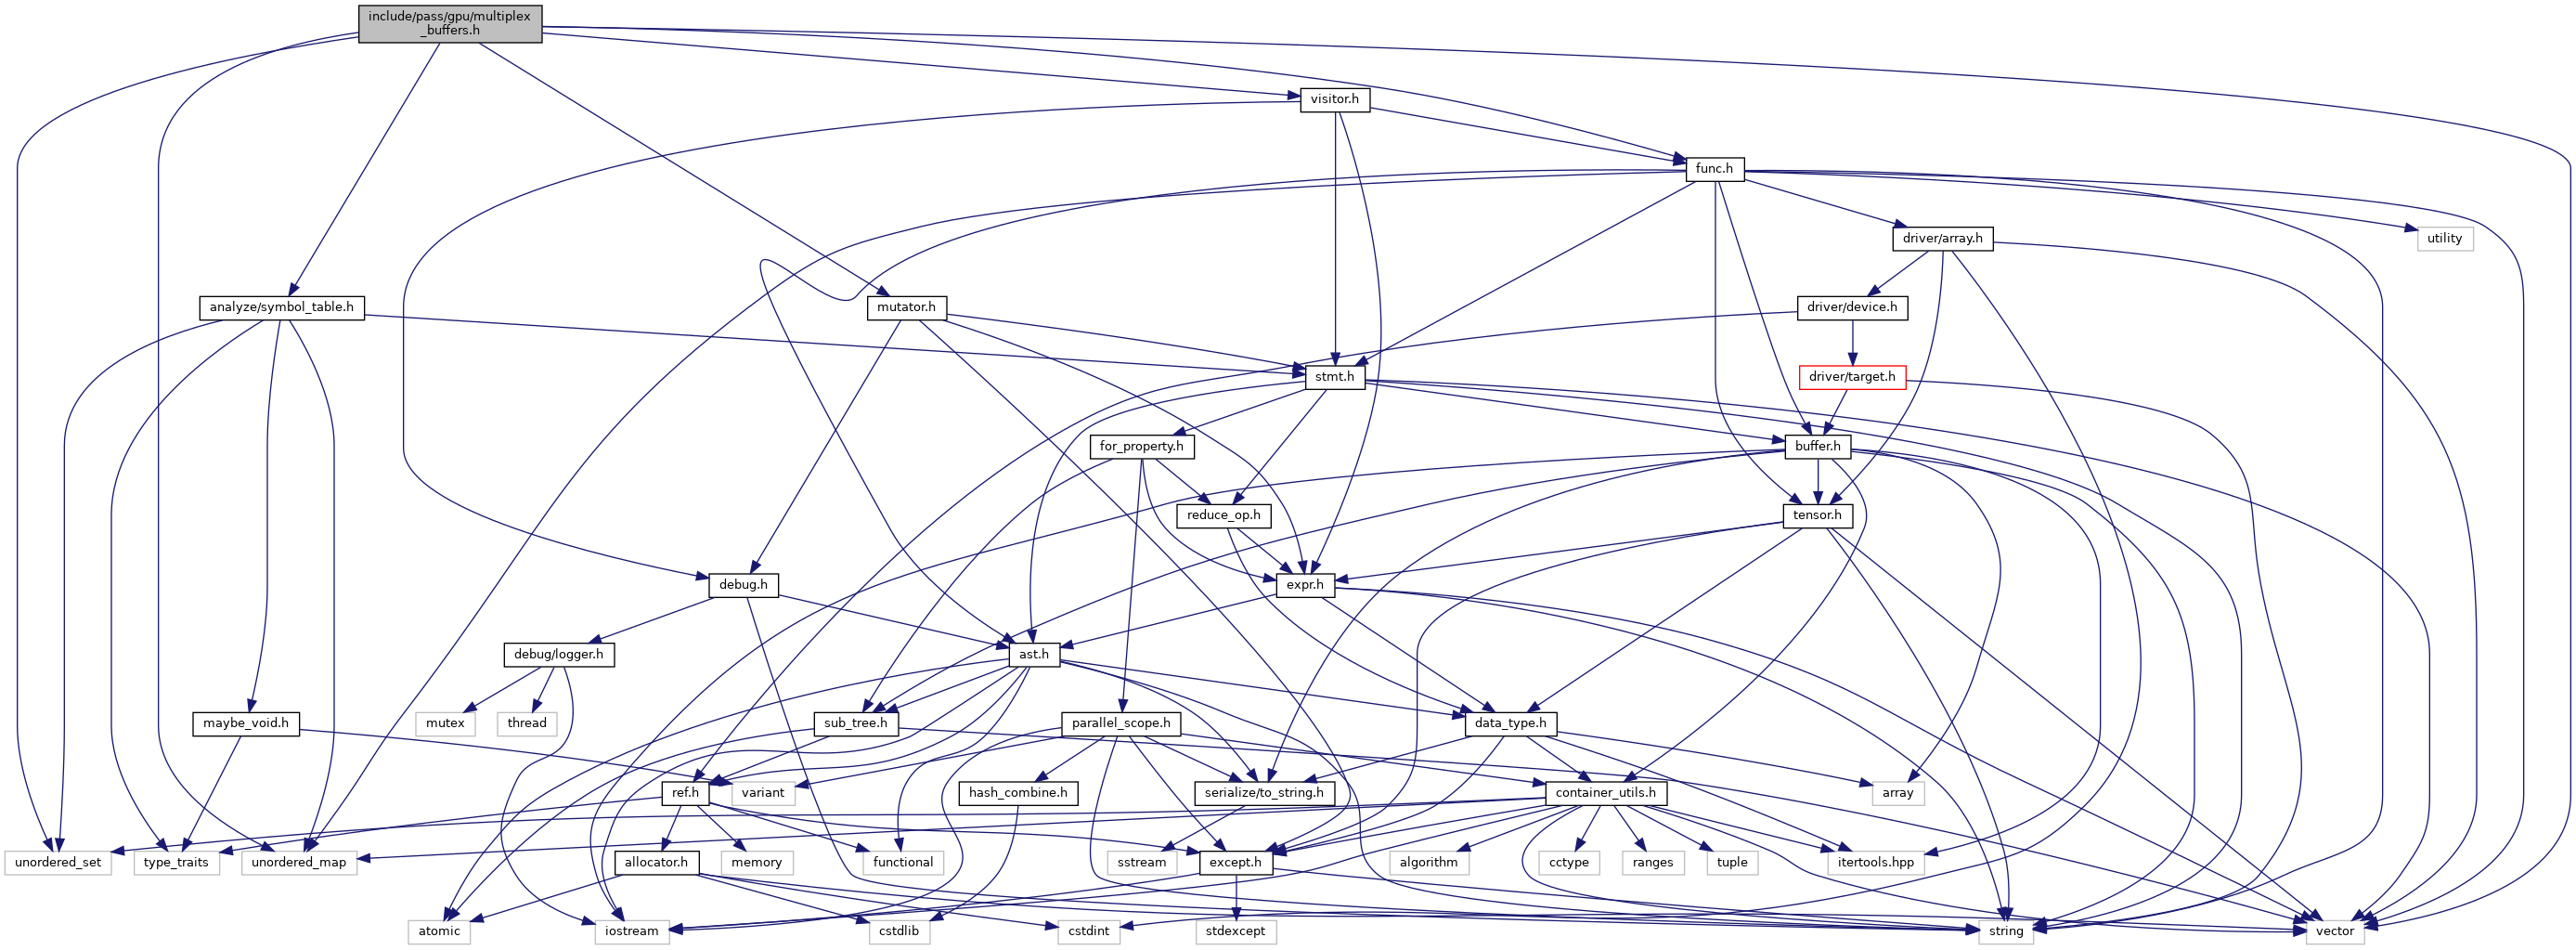 include/pass/gpu/multiplex
_buffers.h
visitor.h
func.h
driver/array.h
utility
analyze/symbol_table.h
mutator.h
driver/device.h
stmt.h
driver/target.h
for_property.h
buffer.h
reduce_op.h
tensor.h
debug.h
expr.h
debug/logger.h
ast.h
maybe_void.h
mutex
thread
sub_tree.h
parallel_scope.h
data_type.h
ref.h
variant
hash_combine.h
serialize/to_string.h
container_utils.h
array
unordered_set
type_traits
unordered_map
allocator.h
memory
functional
sstream
except.h
algorithm
cctype
ranges
tuple
itertools.hpp
atomic
iostream
cstdlib
cstdint
stdexcept
string
vector